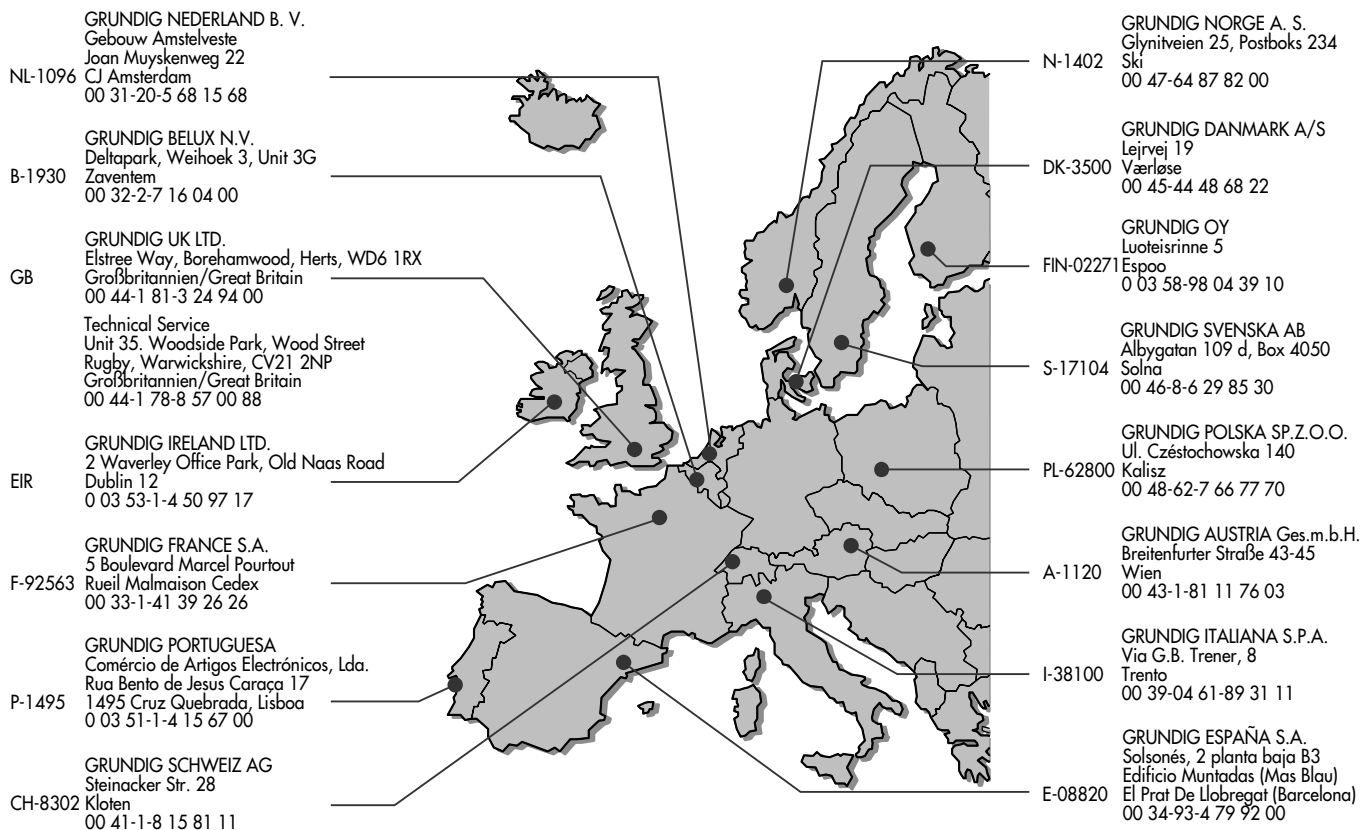 GRUNDIG NEDERLAND B. V.
Gebouw Amstelveste
Joan Muyskenweg 22
NL-1096 CJ Amsterdam
00 31-20-5 68 15 68
GRUNDIG BELUX N.V.
Deltapark, Weihoek 3, Unit 3G
B-1930 Zaventem
00 32-2-7 16 04 00
GRUNDIG UK LTD.
Elstree Way, Borehamwood, Herts, WD6 1RX
GB Großbritannien/Great Britain
00 44-1 81-3 24 94 00
Technical Service
Unit 35. Woodside Park, Wood Street
Rugby, Warwickshire, CV21 2NP
Großbritannien/Great Britain
00 44-1 78-8 57 00 88
GRUNDIG IRELAND LTD.
2 Waverley Office Park, Old Naas Road
EIR Dublin 12
0 03 53-1-4 50 97 17
GRUNDIG FRANCE S.A.
5 Boulevard Marcel Pourtout
F-92563 Rueil Malmaison Cedex
00 33-1-41 39 26 26
GRUNDIG PORTUGUESA
Comércio de Artigos Electrónicos, Lda.
Rua Bento de Jesus Caraça 17
P-1495 1495 Cruz Quebrada, Lisboa
0 03 51-1-4 15 67 00
GRUNDIG SCHWEIZ AG
Steinacker Str. 28
CH-8302 Kloten
00 41-1-8 15 81 11
GRUNDIG NORGE A. S.
Glynitveien 25, Postboks 234
N-1402 Ski
00 47-64 87 82 00
GRUNDIG DANMARK A/S
Lejrvej 19
DK-3500 Værløse
00 45-44 48 68 22
GRUNDIG OY
Luoteisrinne 5
FIN-02271 Espoo
0 03 58-98 04 39 10
GRUNDIG SVENSKA AB
Albygatan 109 d, Box 4050
S-17104 Solna
00 46-8-6 29 85 30
GRUNDIG POLSKA SP.Z.O.O.
Ul. Czéstochowska 140
PL-62800 Kalisz
00 48-62-7 66 77 70
GRUNDIG AUSTRIA Ges.m.b.H.
Breitenfurter Straße 43-45
A-1120 Wien
00 43-1-81 11 76 03
GRUNDIG ITALIANA S.P.A.
Via G.B. Trener, 8
I-38100 Trento
00 39-04 61-89 31 11
GRUNDIG ESPAÑA S.A.
Solsonés, 2 planta baja B3
Edificio Muntadas (Mas Blau)
E-08820 El Prat De Llobregat (Barcelona)
00 34-93-4 79 92 00